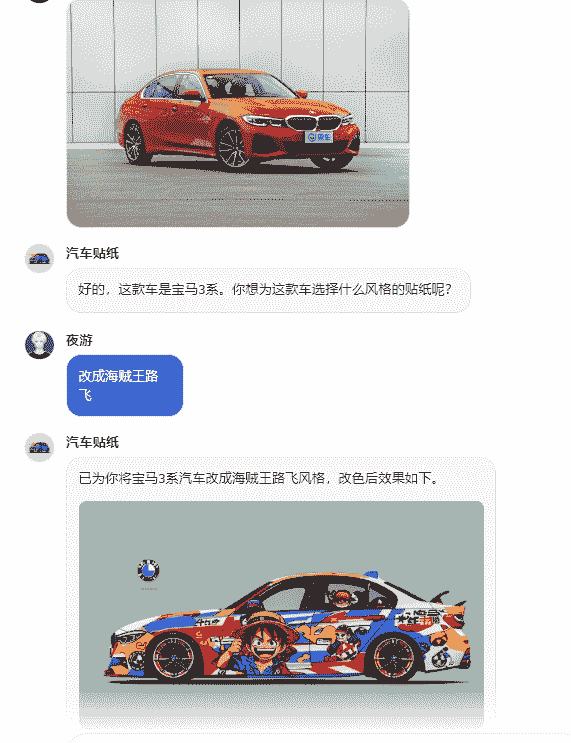 汽车贴纸
好的，这款车是宝马3系。你想为这款车选择什么风格的贴纸呢？
夜游
改成海贼王路
飞
汽车贴纸
已为你将宝马3系汽车改成海贼王路飞风格，改色后效果如下。